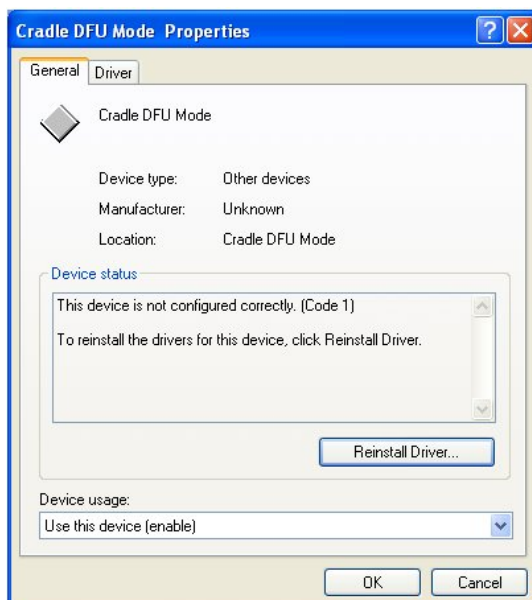 Cradle DFU Mode  Properties
General Driver
Cradle DFU Mode
Device type: Other devices
Manufacturer: Unknown
Location: Cradle DFU Mode
Device status
This device is not configured correctly. (Code 1)
To reinstall the drivers for this device, click Reinstall Driver.
Reinstall Driver...
Device usage:
Use this device (enable)
OK Cancel